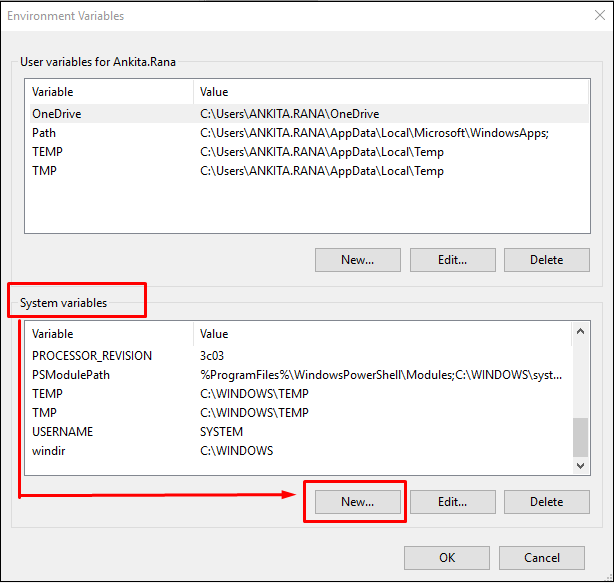 Environment Variables
User variables for Ankita.Rana
Variable Value
OneDrive C:\Users\ANKITA.RANA\OneDrive
Path C:\Users\ANKITA.RANA\AppData\Local\Microsoft\WindowsApps;
TEMP C:\Users\ANKITA.RANA\AppData\Local\Temp
TMP C:\Users\ANKITA.RANA\AppData\Local\Temp
New... Edit... Delete
System variables
Variable Value
PROCESSOR_REVISION 3c03
PSModulePath %ProgramFiles%\WindowsPowerShell\Modules;C:\WINDOWS\syst...
TEMP C:\WINDOWS\TEMP
TMP C:\WINDOWS\TEMP
USERNAME SYSTEM
windir C:\WINDOWS
New... Edit... Delete
OK Cancel